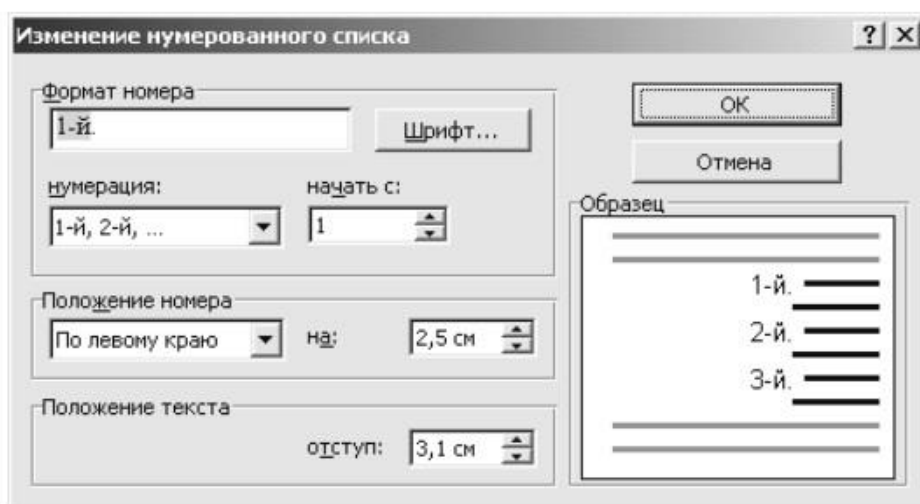 Изменение нумерованного списка
Формат номера
1-й.
Шрифт...
нумерация:
начать с:
1-й, 2-й, ...
1
Положение номера
По левому краю
на:
2,5 см
Положение текста
отступ:
3,1 см
ОК
Отмена
Образец
1-й.
2-й.
3-й.